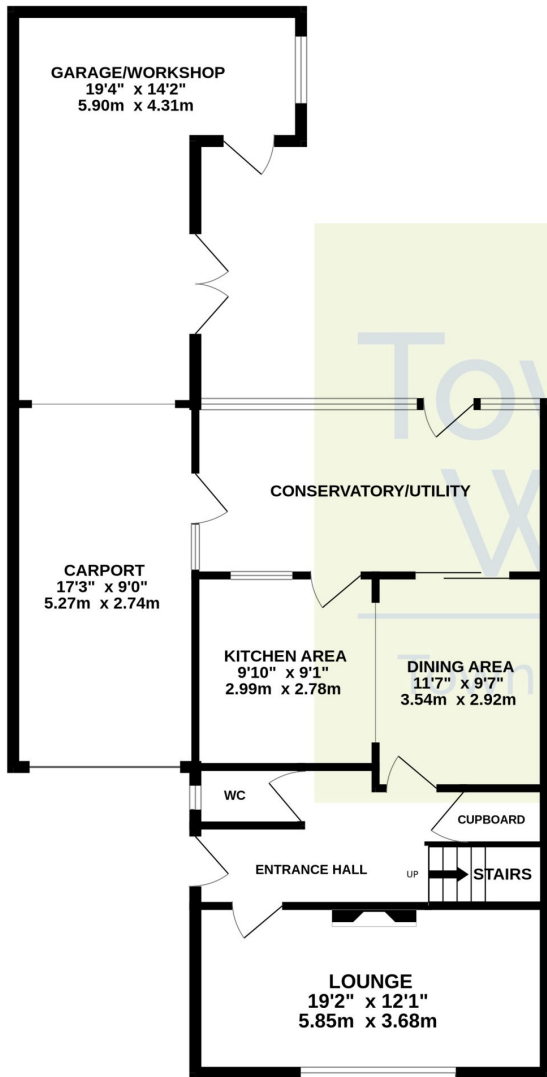 GARAGE/WORKSHOP
19'4" x 14'2"
5.90m x 4.31m
Tow
W
CONSERVATORY/UTILITY
CARPORT
17'3" x 9'0"
5.27m x 2.74m
KITCHEN AREA
9'10" x 9'1"
2.99m x 2.78m
DINING AREA
11'7" x 9'7"
3.54m x 2.92m
Town
WC
CUPBOARD
ENTRANCE HALL
UP
STAIRS
LOUNGE
19'2" x 12'1"
5.85m x 3.68m